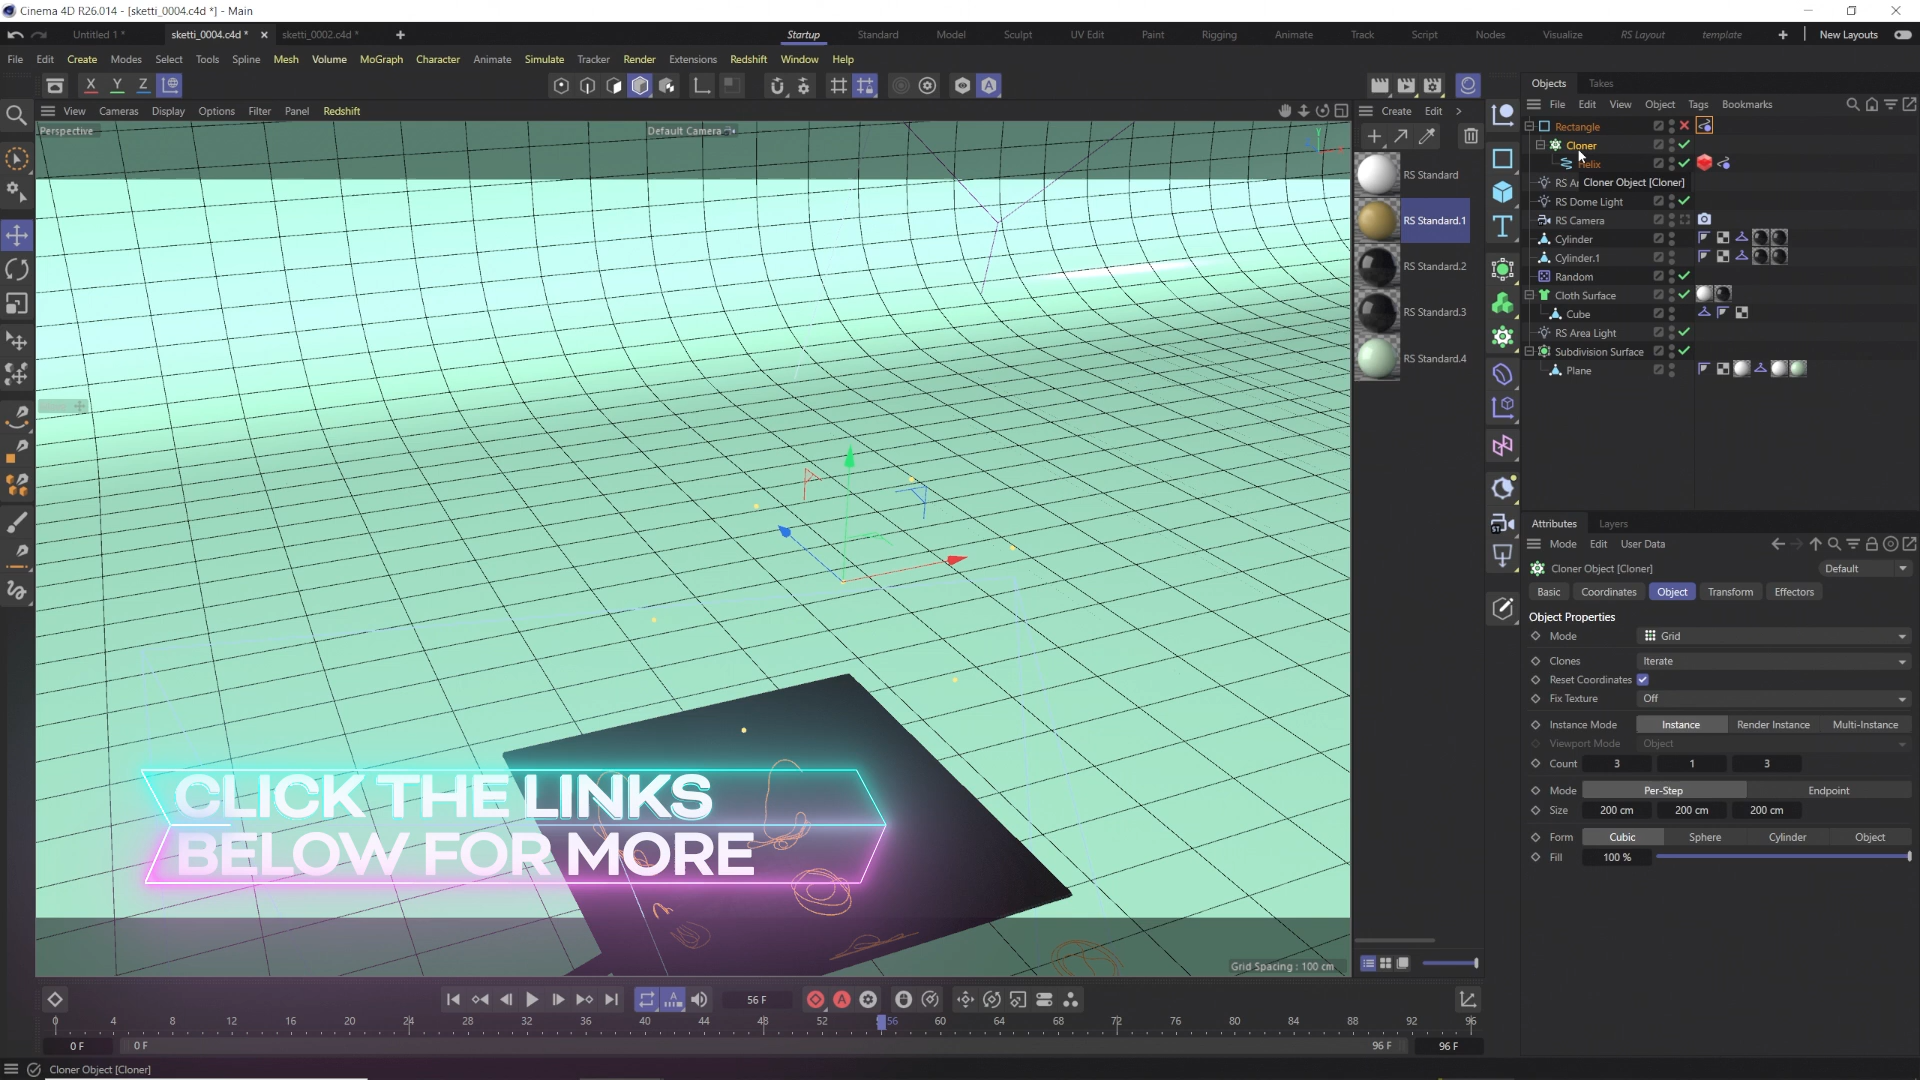 Cinema 4D R26.014 - [sketti_0004.c4d *] - Main
Untitled 1 *
sketti_0004.c4d *
sketti_0002.c4d *
Startup
Standard
Model
Sculpt
UV Edit
Paint
Rigging
Animate
Track
Script
Nodes
Visualize
RS Layout
template
New Layouts
File Edit Create Modes Select Tools Spline Mesh Volume MoGraph Character Animate Simulate Tracker Render Extensions Redshift Window Help
X Y Z
View Cameras Display Options Filter Panel Redshift
Perspective
Default Camera
Create Edit
RS Standard
RS Standard.1
RS Standard.2
RS Standard.3
RS Standard.4
Objects Takes
File Edit View Object Tags Bookmarks
Rectangle
Cloner
Helix
RS Ar
Cloner Object [Cloner]
RS Dome Light
RS Camera
Cylinder
Cylinder.1
Random
Cloth Surface
Cube
RS Area Light
Subdivision Surface
Plane
Attributes Layers
Mode Edit User Data
Cloner Object [Cloner]
Default
Basic Coordinates Object Transform Effectors
Object Properties
Mode Grid
Clones Iterate
Reset Coordinates
Fix Texture Off
Instance Mode Instance Render Instance Multi-Instance
Viewport Mode Object
Count 3 1 3
Mode Per-Step Endpoint
Size 200 cm 200 cm 200 cm
Form Cubic Sphere Cylinder Object
Fill 100 %
CLICK THE LINKS
BELOW FOR MORE
Grid Spacing : 100 cm
56 F
0 4 8 12 16 20 24 28 32 36 40 44 48 52 56 60 64 68 72 76 80 84 88 92 96
0 F 0 F 96 F 96 F
Cloner Object [Cloner]